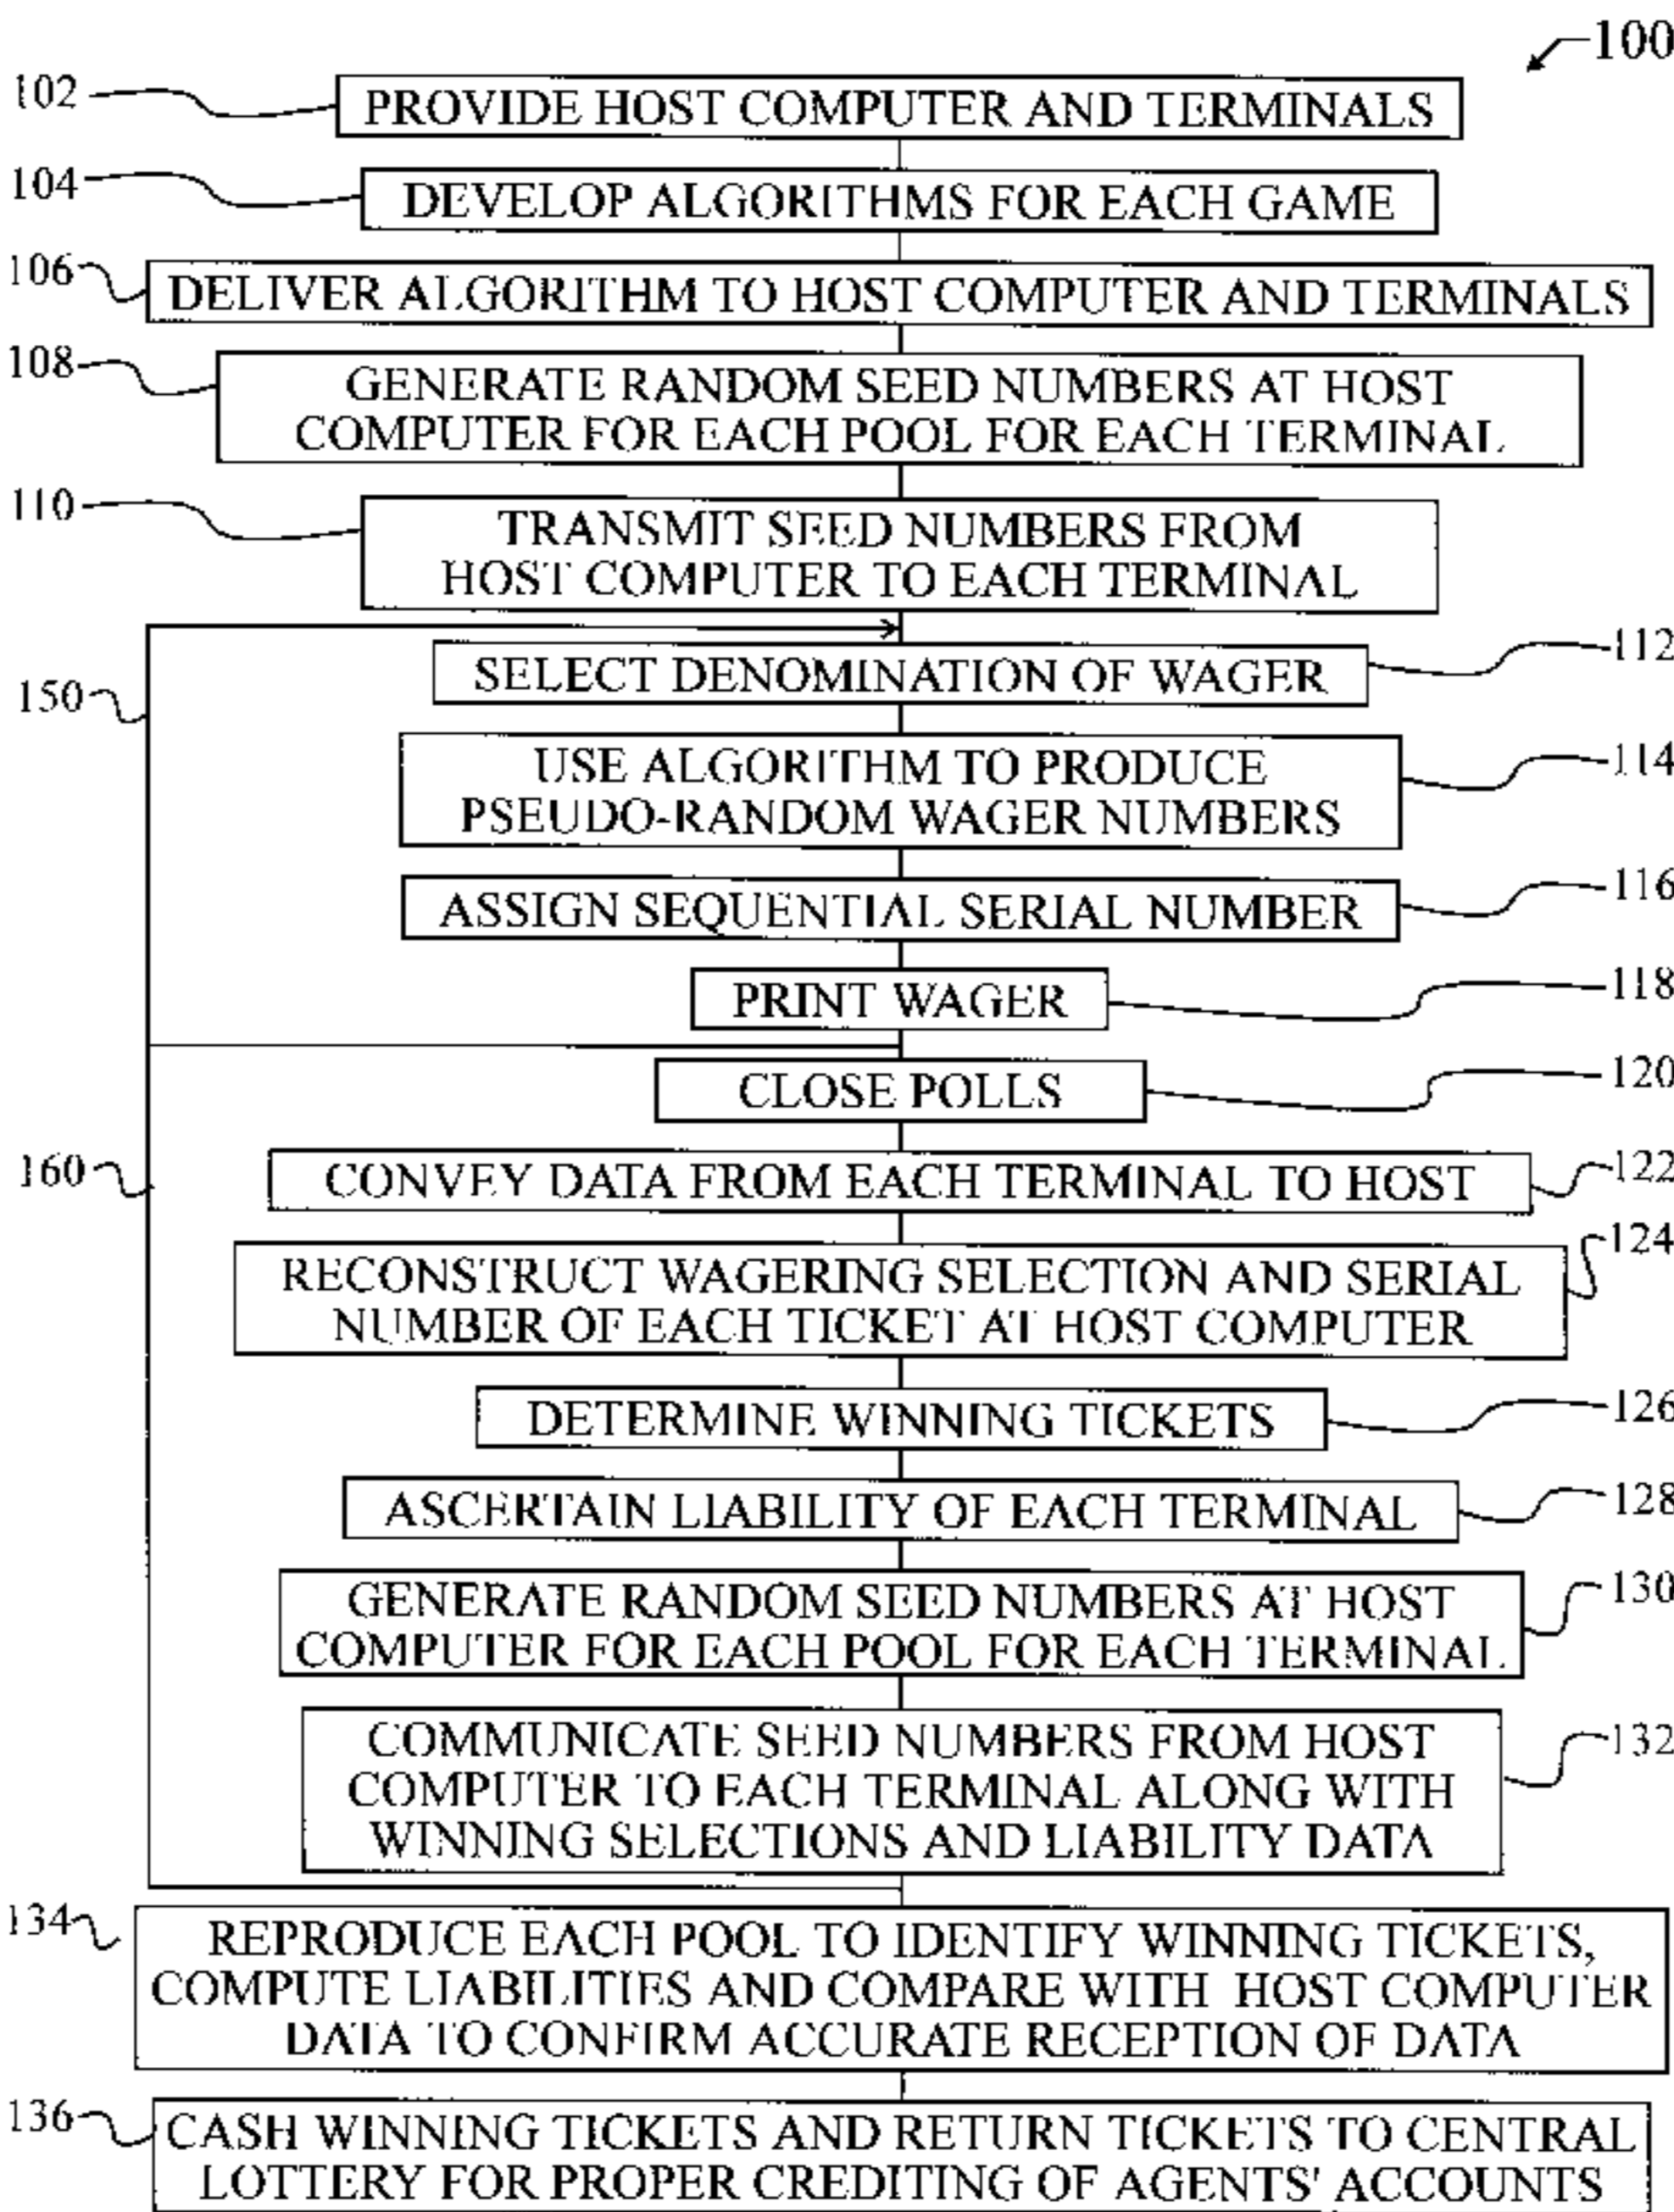 100
102
PROVIDE HOST COMPUTER AND TERMINALS
104
DEVELOP ALGORITHMS FOR EACH GAME
106
DELIVER ALGORITHM TO HOST COMPUTER AND TERMINALS
108
GENERATE RANDOM SEED NUMBERS AT HOST
COMPUTER FOR EACH POOL FOR EACH TERMINAL
110
TRANSMIT SEED NUMBERS FROM
HOST COMPUTER TO EACH TERMINAL
112
SELECT DENOMINATION OF WAGER
150
USE ALGORITHM TO PRODUCE
PSEUDO-RANDOM WAGER NUMBERS
114
ASSIGN SEQUENTIAL SERIAL NUMBER
116
PRINT WAGER
118
CLOSE POLLS
120
160
CONVEY DATA FROM EACH TERMINAL TO HOST
122
RECONSTRUCT WAGERING SELECTION AND SERIAL
NUMBER OF EACH TICKET AT HOST COMPUTER
124
DETERMINE WINNING TICKETS
126
ASCERTAIN LIABILITY OF EACH TERMINAL
128
GENERATE RANDOM SEED NUMBERS AT HOST
COMPUTER FOR EACH POOL FOR EACH TERMINAL
130
COMMUNICATE SEED NUMBERS FROM HOST
COMPUTER TO EACH TERMINAL ALONG WITH
WINNING SELECTIONS AND LIABILITY DATA
132
134
REPRODUCE EACH POOL TO IDENTIFY WINNING TICKETS,
COMPUTE LIABILITIES AND COMPARE WITH HOST COMPUTER
DATA TO CONFIRM ACCURATE RECEPTION OF DATA
136
CASH WINNING TICKETS AND RETURN TICKETS TO CENTRAL
LOTTERY FOR PROPER CREDITING OF AGENTS' ACCOUNTS